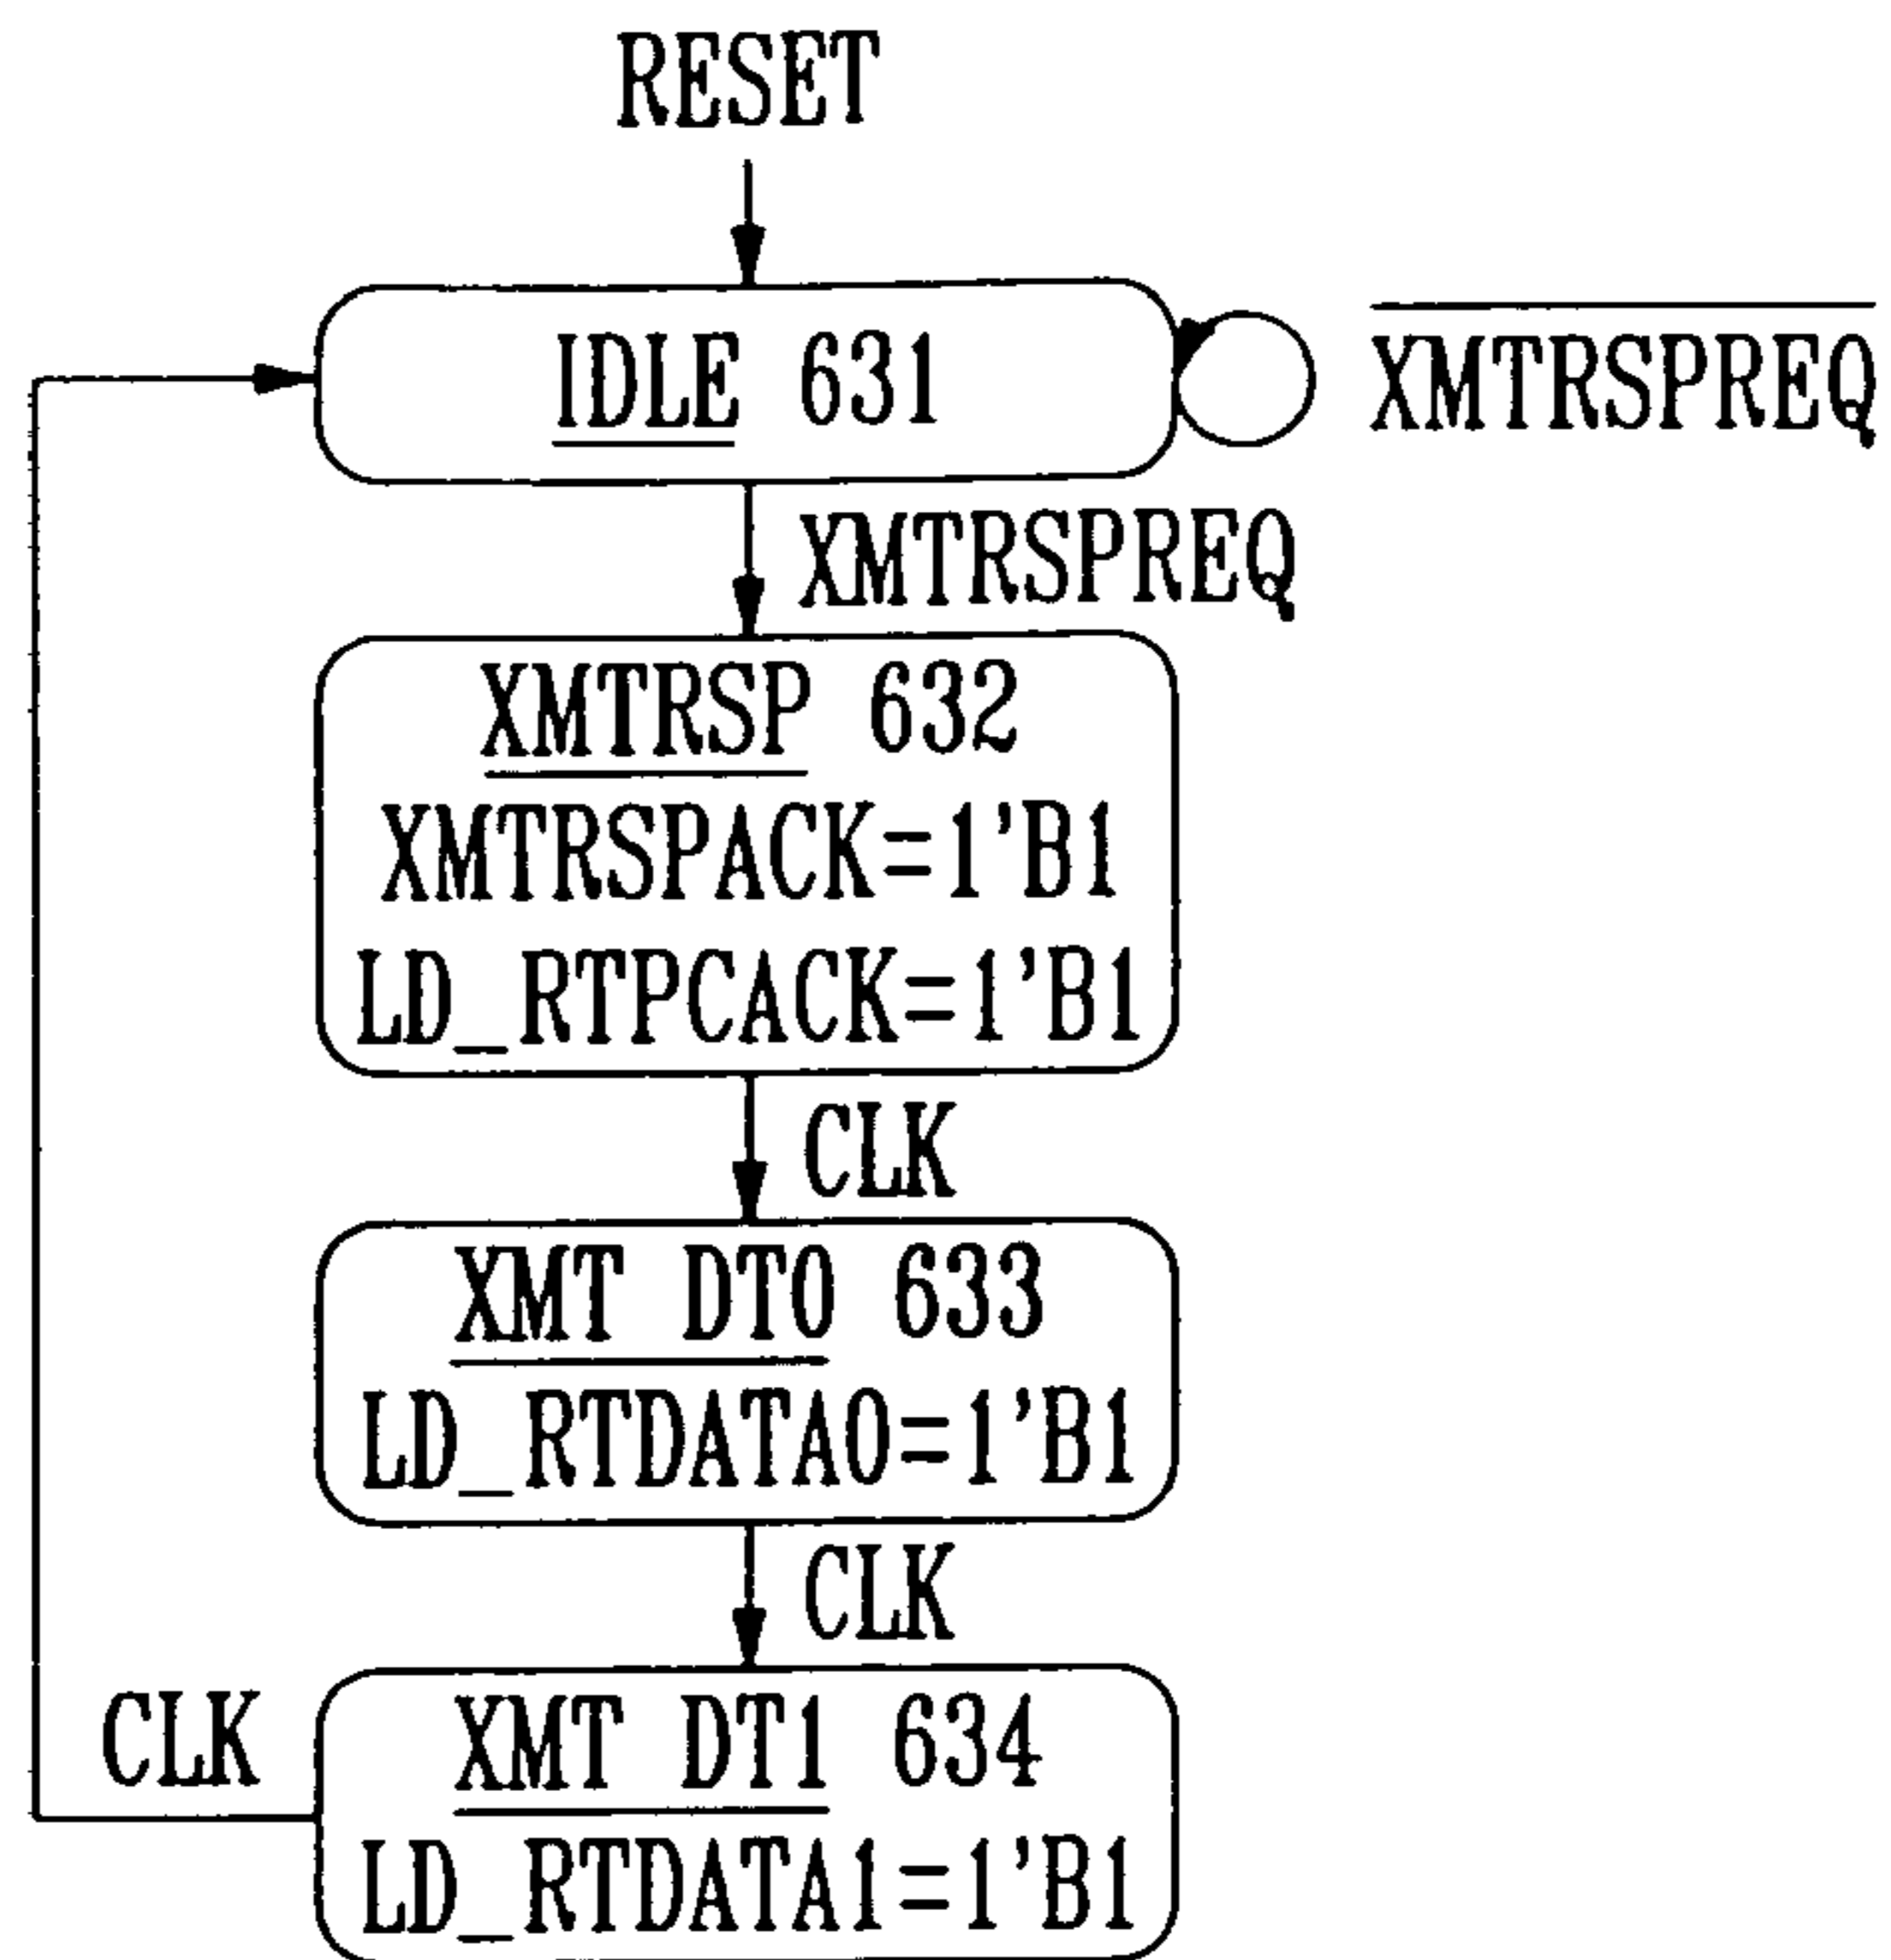 RESET
IDLE 631
XMTRSPREQ
XMTRSPREQ
XMTRSP 632
XMTRSPACK=1'B1
LD_RTPCACK=1'B1
CLK
XMT DT0 633
LD_RTDATA0=1'B1
CLK
CLK
XMT DT1 634
LD_RTDATA1=1'B1